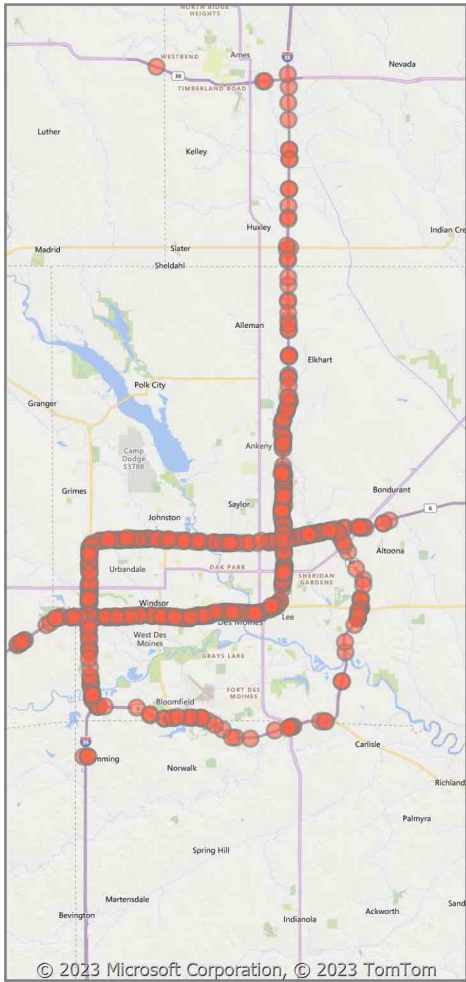 NORTH RIDGE
HEIGHTS
Ames
WESTBEND
35
30
Nevada
TIMBERLAND ROAD
Luther
Kelley
Huxley
Indian Cre
Madrid
Slater
Sheldahl
Alleman
Elkhart
Polk City
Granger
Ankeny
Camp
Dodge
Grimes
Bondurant
Saylor
6
Johnston
Altoona
Urbandale
OAK PARK
SHERIDAN
GARDENS
Windsor
Des Moines
Lee
West Des
Moines
GRAYS LAKE
FORT DES
MOINES
Bloomfield
Carlisle
mming
Norwalk
Richland
Palmyra
Spring Hill
Martensdale
Ackworth
Sand
Bevington
Indianola
© 2023 Microsoft Corporation, © 2023 TomTom